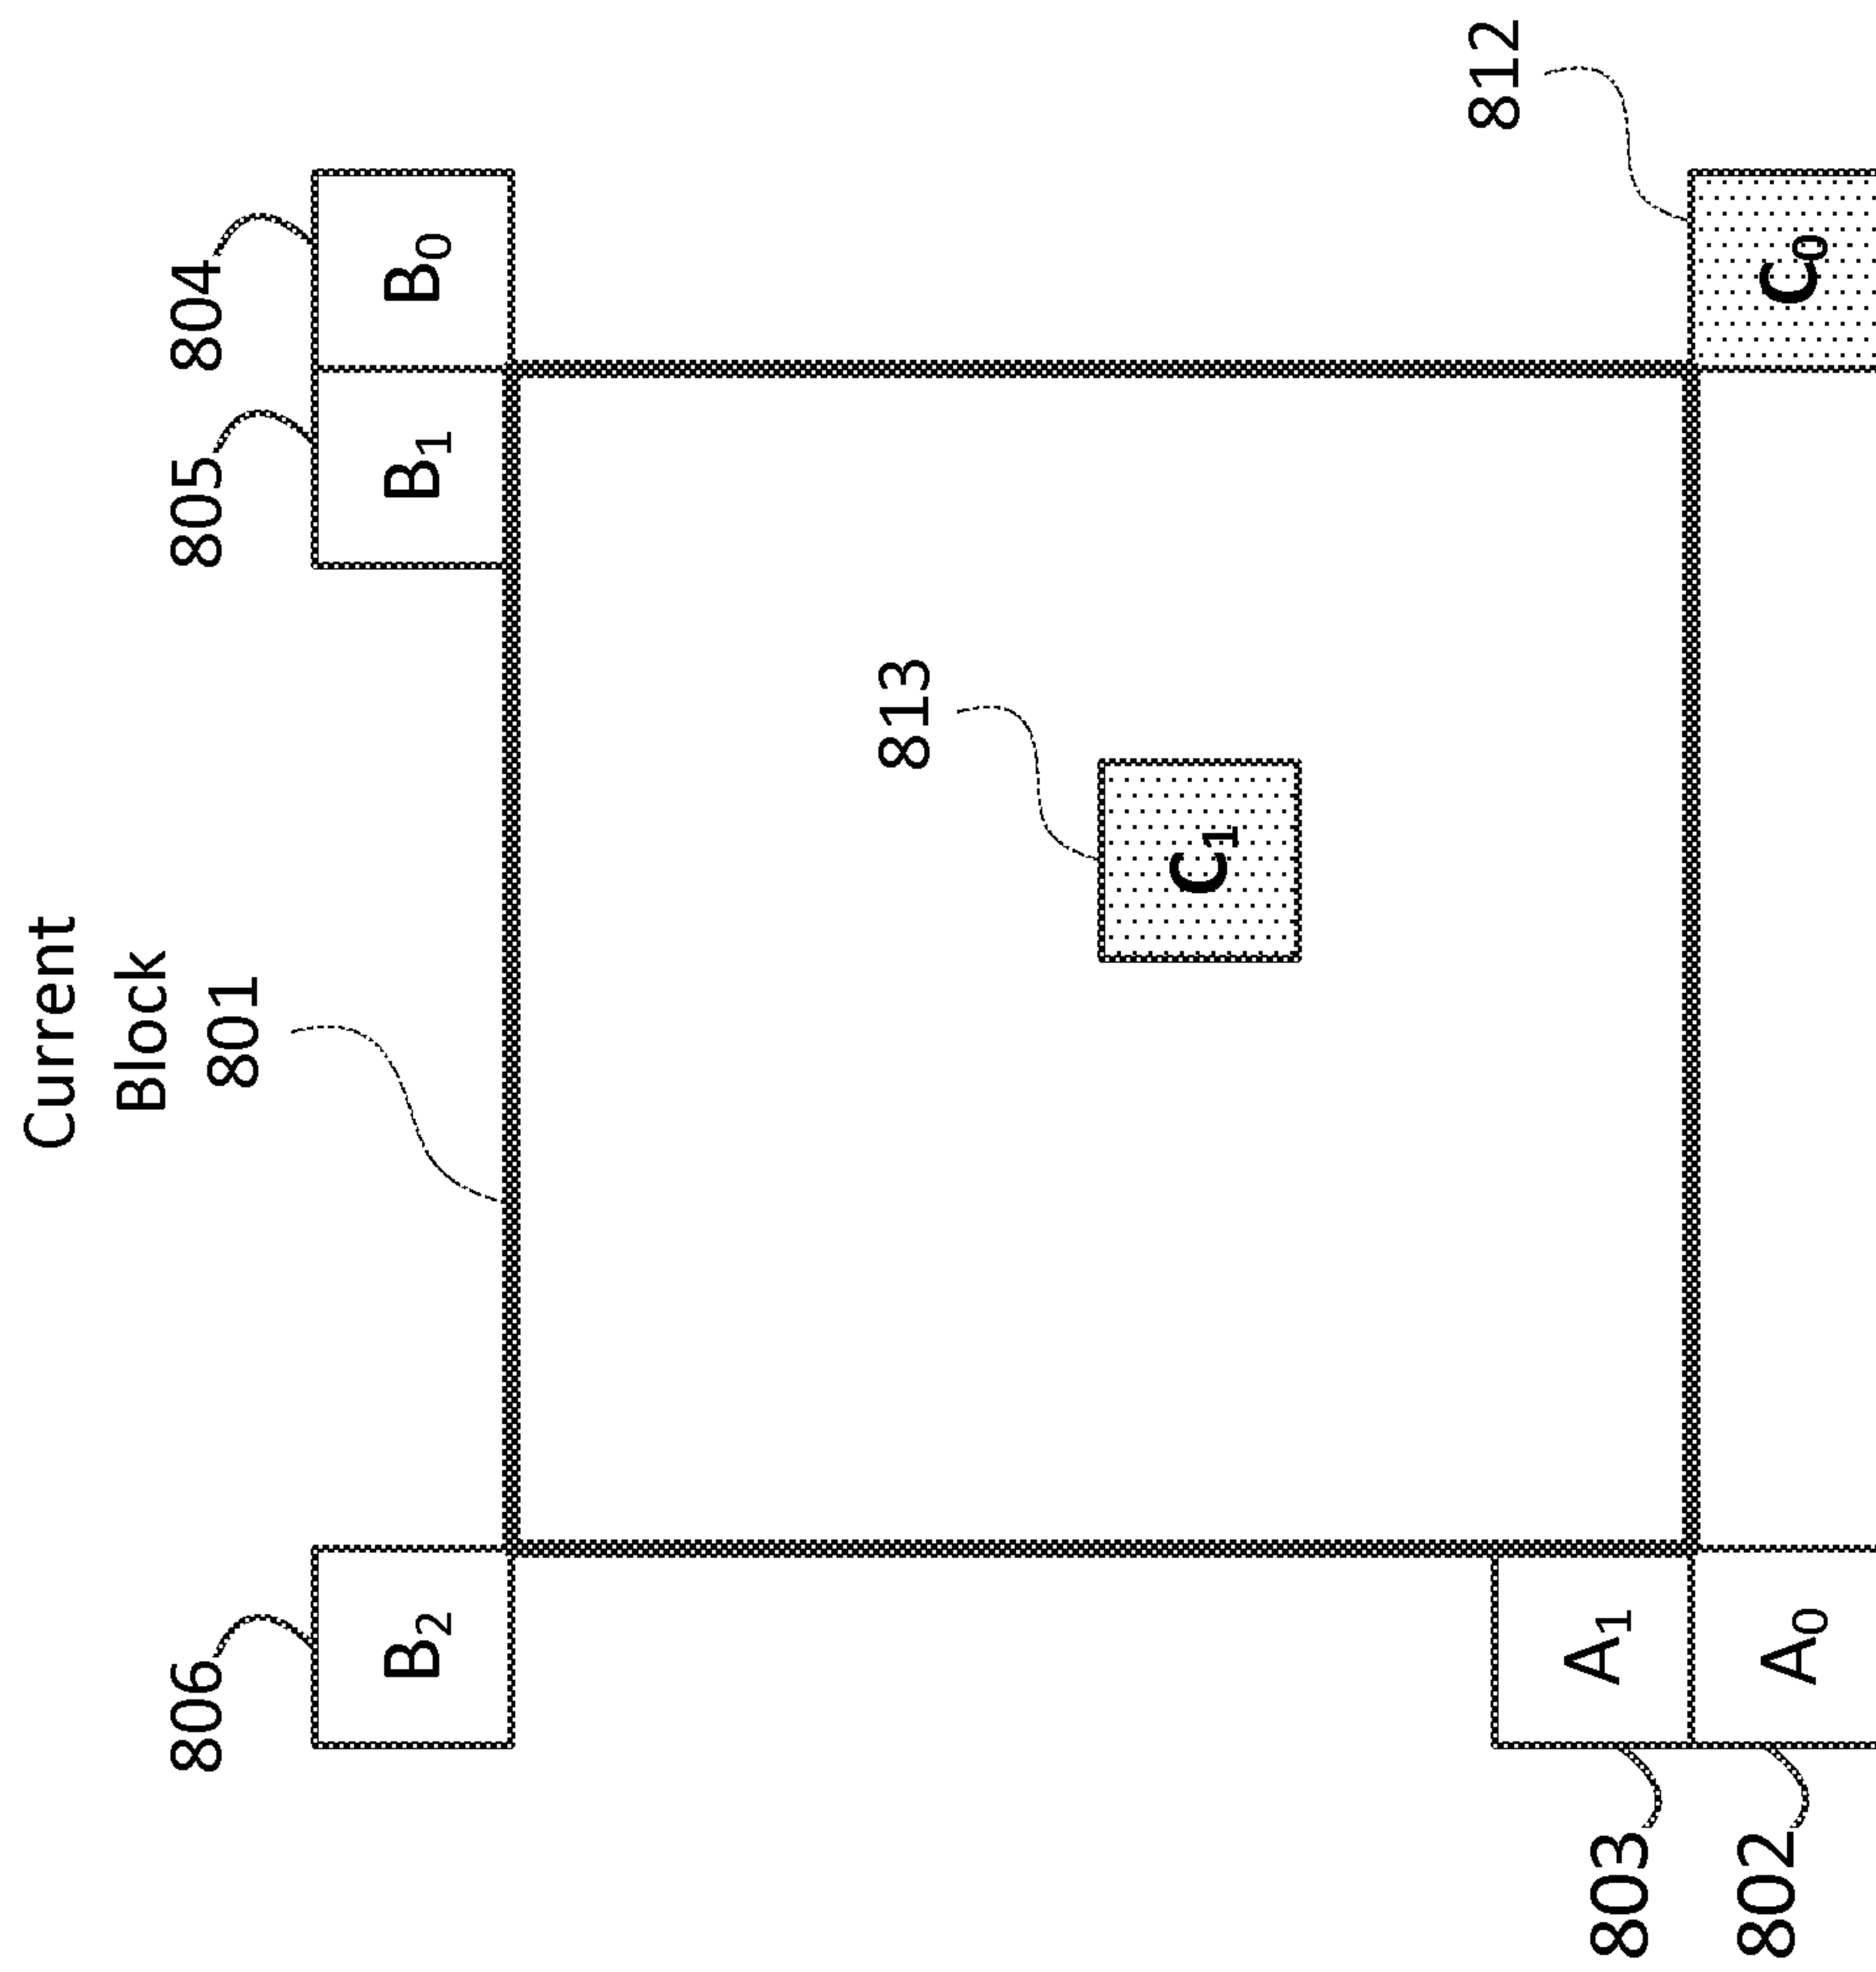 Current
Block
801
806
805
804
B₂
B₁
B₀
813
C₁
812
803
A₁
802
A₀
C₀